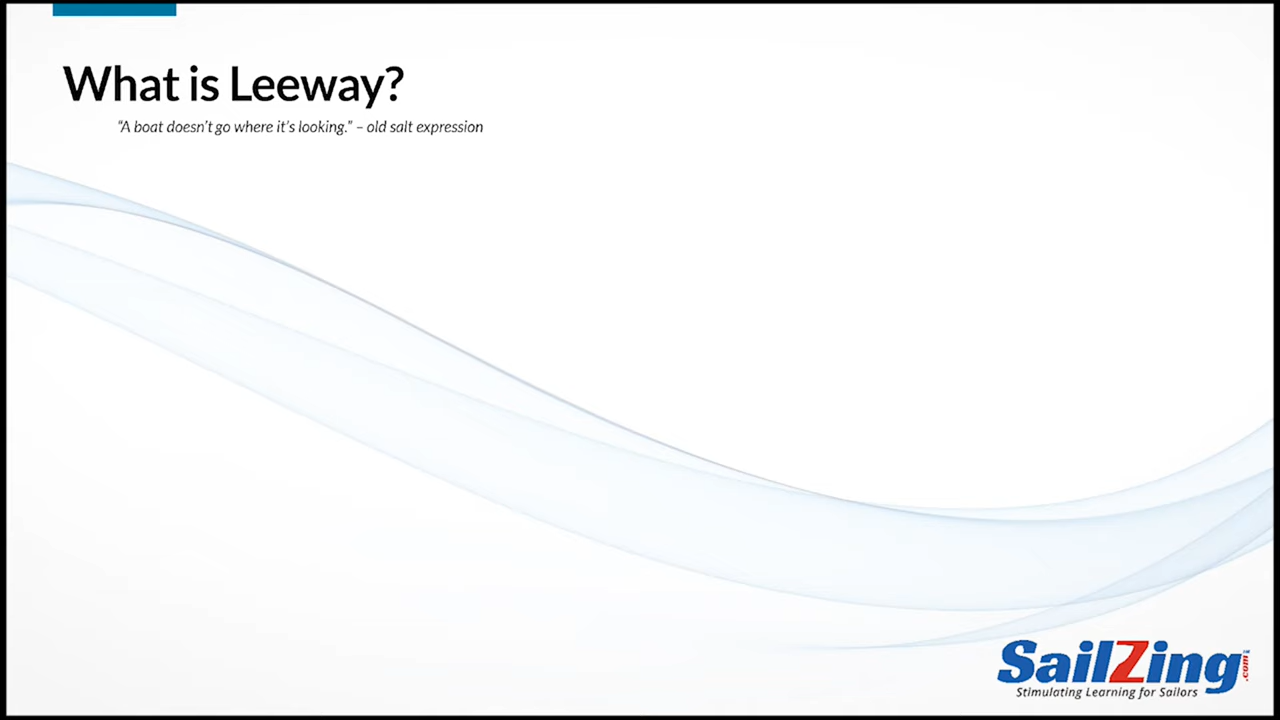 What is Leeway?
“A boat doesn’t go where it’s looking.” – old salt expression
SailZing.com
Stimulating Learning for Sailors